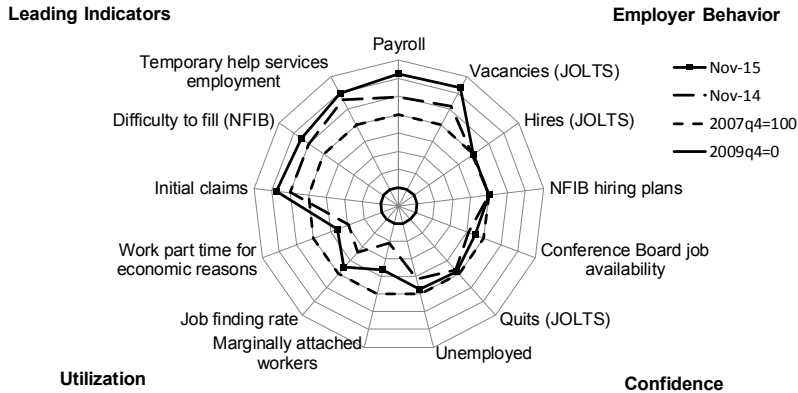 Leading Indicators
Employer Behavior
Payroll
Temporary help services
employment
Vacancies (JOLTS)
Nov-15
Nov-14
2007q4=100
2009q4=0
Difficulty to fill (NFIB)
Hires (JOLTS)
Initial claims
NFIB hiring plans
Work part time for
economic reasons
Conference Board job
availability
Job finding rate
Quits (JOLTS)
Marginally attached
workers
Unemployed
Utilization
Confidence